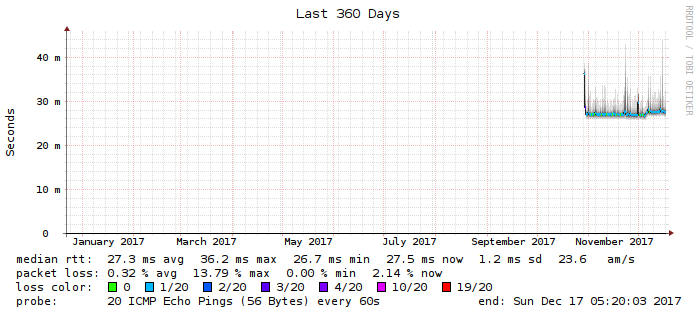 Last 360 Days
RRDTOOL / TOBI OETIKER
Seconds
40 m
30 m
20 m
10 m
0
January 2017 March 2017 May 2017 July 2017 September 2017 November 2017
median rtt: 27.3 ms avg 36.2 ms max 26.7 ms min 27.5 ms now 1.2 ms sd 23.6 am/s
packet loss: 0.32 % avg 13.79 % max 0.00 % min 2.14 % now
loss color: 0 1/20 2/20 3/20 4/20 10/20 19/20
probe: 20 ICMP Echo Pings (56 Bytes) every 60s end: Sun Dec 17 05:20:03 2017